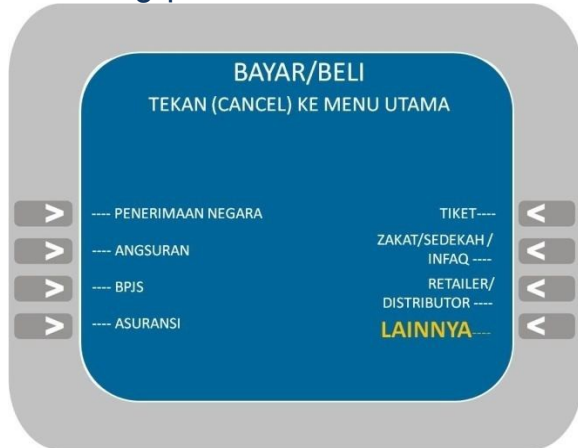 BAYAR/BELI
TEKAN (CANCEL) KE MENU UTAMA
> ---- PENERIMAAN NEGARA
TIKET---- <
> ---- ANGSURAN
ZAKAT/SEDEKAH /
INFAQ ---- <
> ---- BPJS
RETAILER/
DISTRIBUTOR ---- <
> ---- ASURANSI
LAINNYA---- <